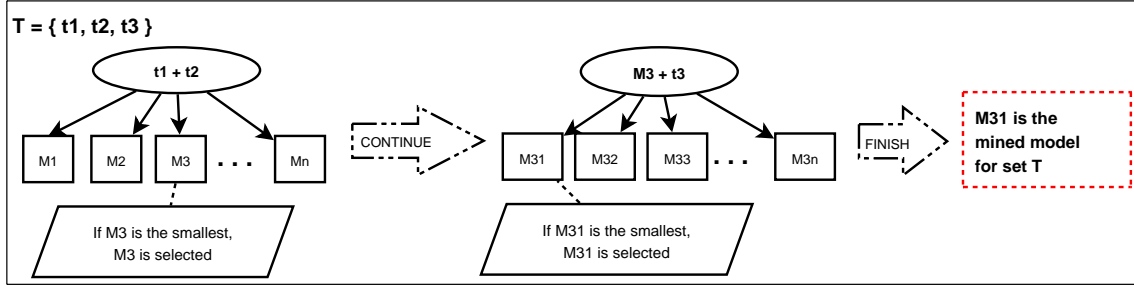 T = { t1, t2, t3 }
t1 + t2
M1
M2
M3
. . .
Mn
If M3 is the smallest,
M3 is selected
CONTINUE
M3 + t3
M31
M32
M33
. . .
M3n
If M31 is the smallest,
M31 is selected
FINISH
M31 is the
mined model
for set T